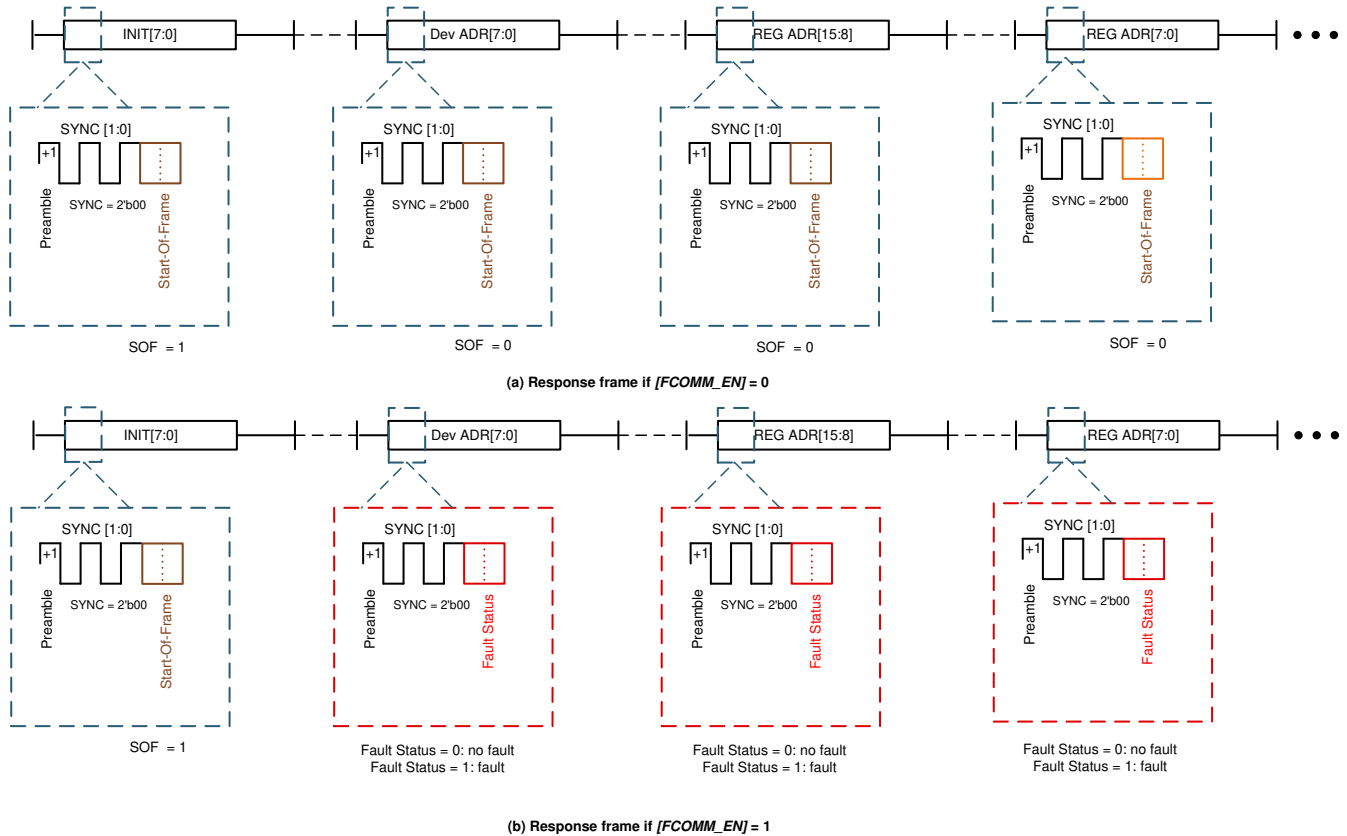 INIT[7:0]
Dev ADR[7:0]
REG ADR[15:8]
REG ADR[7:0]
SYNC [1:0]
+1
SYNC = 2'b00
Preamble
Start-Of-Frame
SOF = 1
SYNC [1:0]
+1
SYNC = 2'b00
Preamble
Start-Of-Frame
SOF = 0
SYNC [1:0]
+1
SYNC = 2'b00
Preamble
Start-Of-Frame
SOF = 0
SYNC [1:0]
+1
SYNC = 2'b00
Preamble
Start-Of-Frame
SOF = 0
(a) Response frame if [FCOMM_EN] = 0
INIT[7:0]
Dev ADR[7:0]
REG ADR[15:8]
REG ADR[7:0]
SYNC [1:0]
+1
SYNC = 2'b00
Preamble
Start-Of-Frame
SOF = 1
SYNC [1:0]
+1
SYNC = 2'b00
Preamble
Fault Status
Fault Status = 0: no fault
Fault Status = 1: fault
SYNC [1:0]
+1
SYNC = 2'b00
Preamble
Fault Status
Fault Status = 0: no fault
Fault Status = 1: fault
SYNC [1:0]
+1
SYNC = 2'b00
Preamble
Fault Status
Fault Status = 0: no fault
Fault Status = 1: fault
(b) Response frame if [FCOMM_EN] = 1